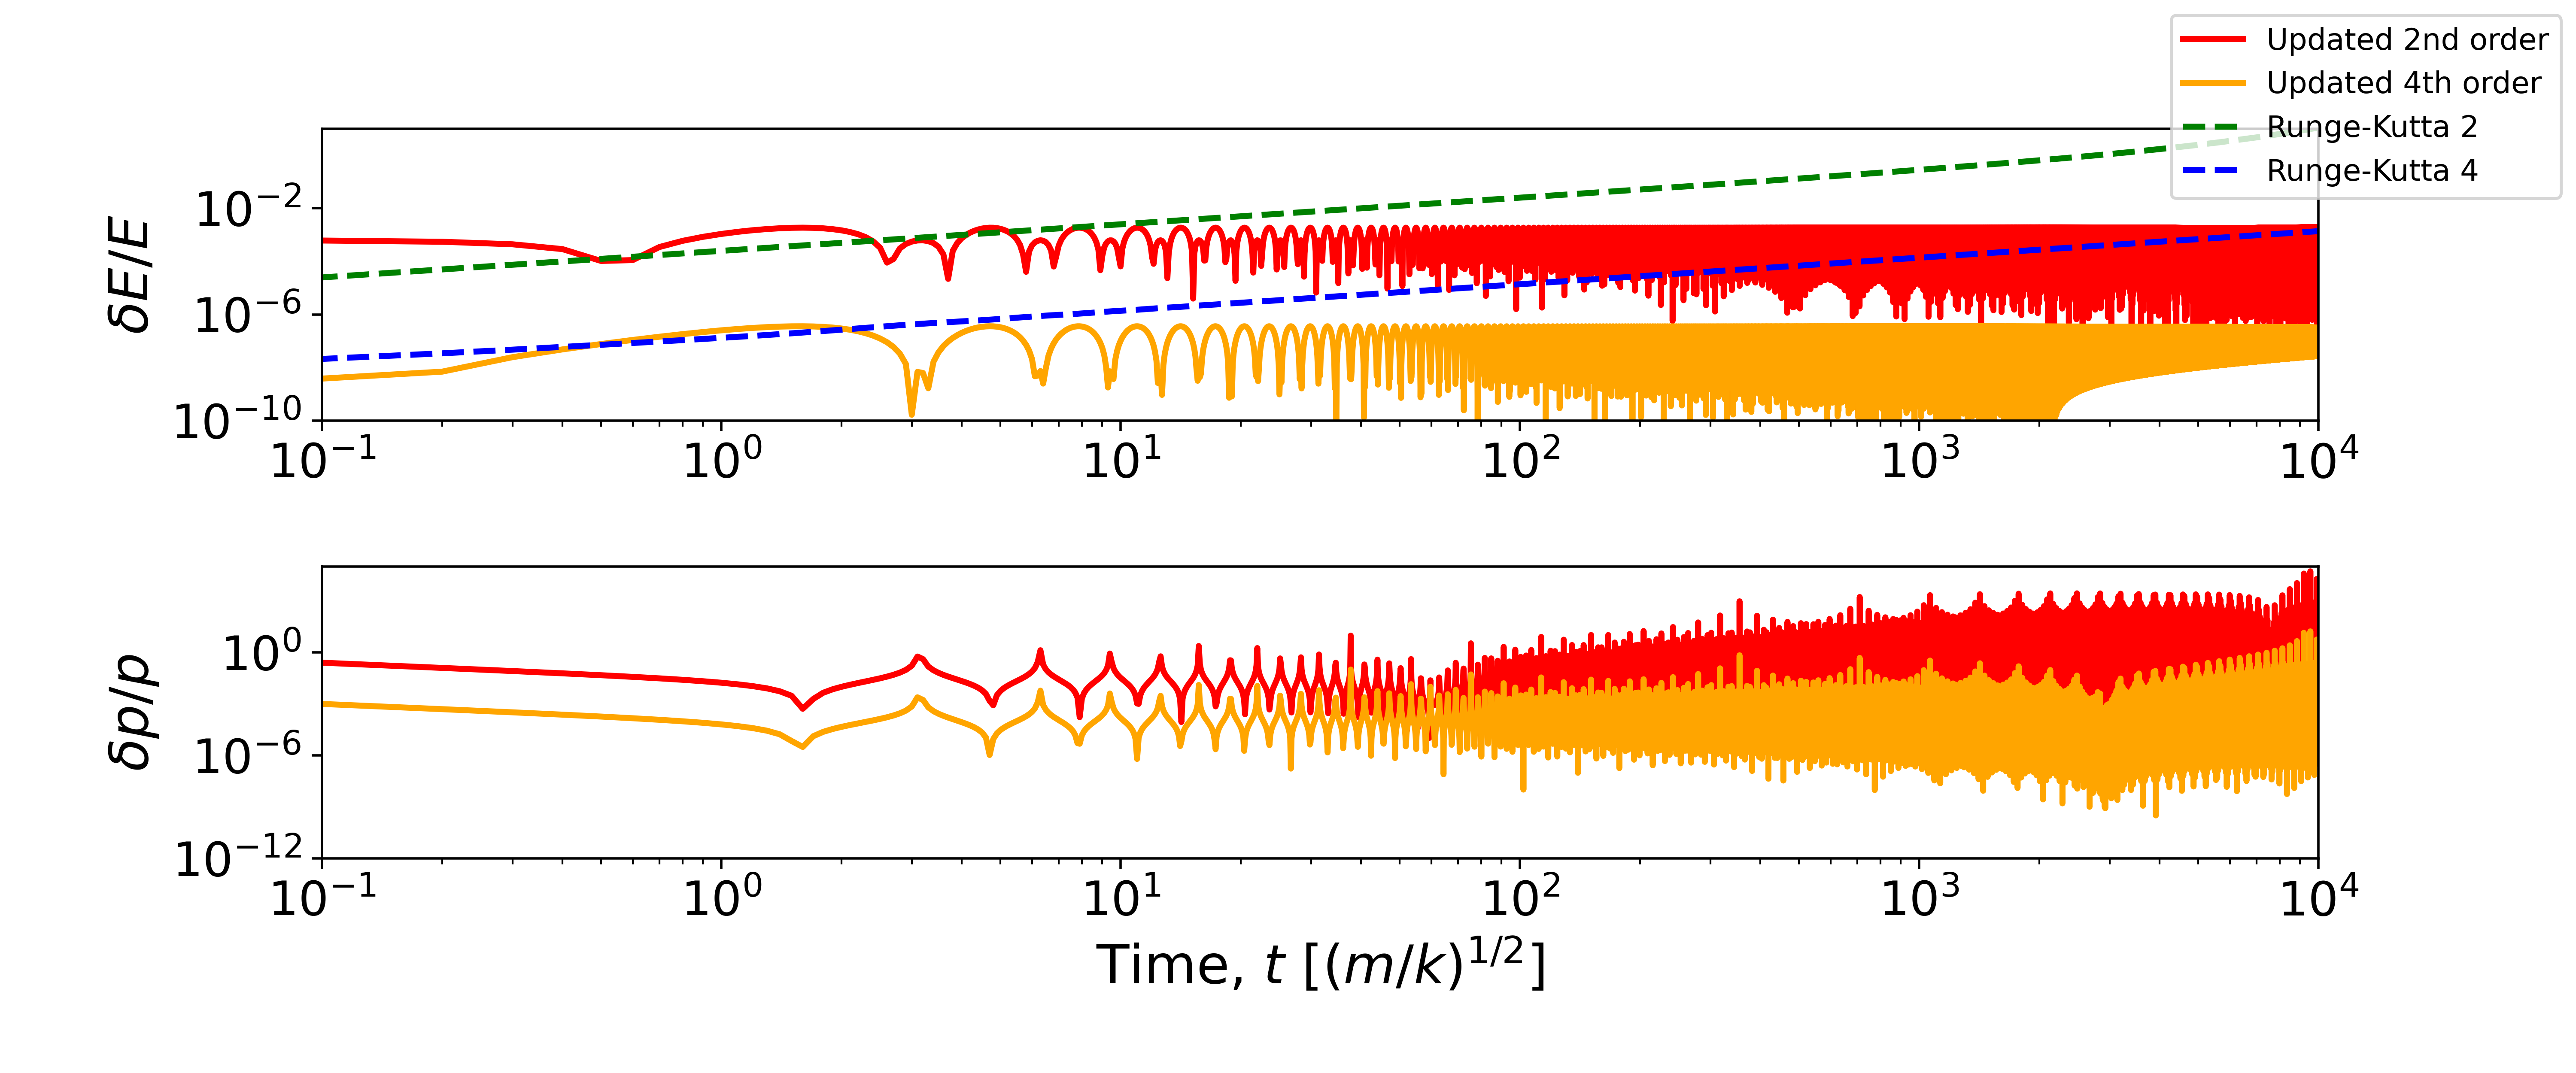 Updated 2nd order
Updated 4th order
Runge-Kutta 2
Runge-Kutta 4
δE/E
10⁻²
10⁻⁶
10⁻¹⁰
10⁻¹ 10⁰ 10¹ 10² 10³ 10⁴
δp/p
10⁰
10⁻⁶
10⁻¹²
10⁻¹ 10⁰ 10¹ 10² 10³ 10⁴
Time, t [(m/k)¹ᐟ²]